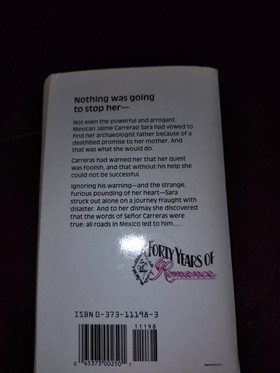 Nothing was going
to stop her—
Not even the powerful and arrogant
Mexican Jaime Carreras! Sara had vowed to
find her archaeologist father because of a
deathbed promise to her mother. And
that was what she would do.
Carreras had warned her that her quest
was foolish, and that without his help she
could not be successful.
Ignoring his warning—and the strange,
furious pounding of her heart—Sara
struck out alone on a journey fraught with
disaster. And to her dismay she discovered
that the words of Señor Carreras were
true: all roads in Mexico led to him....
FORTY YEARS OF
Romance
ISBN 0-373-11198-3
11198
0 65373 00250 1